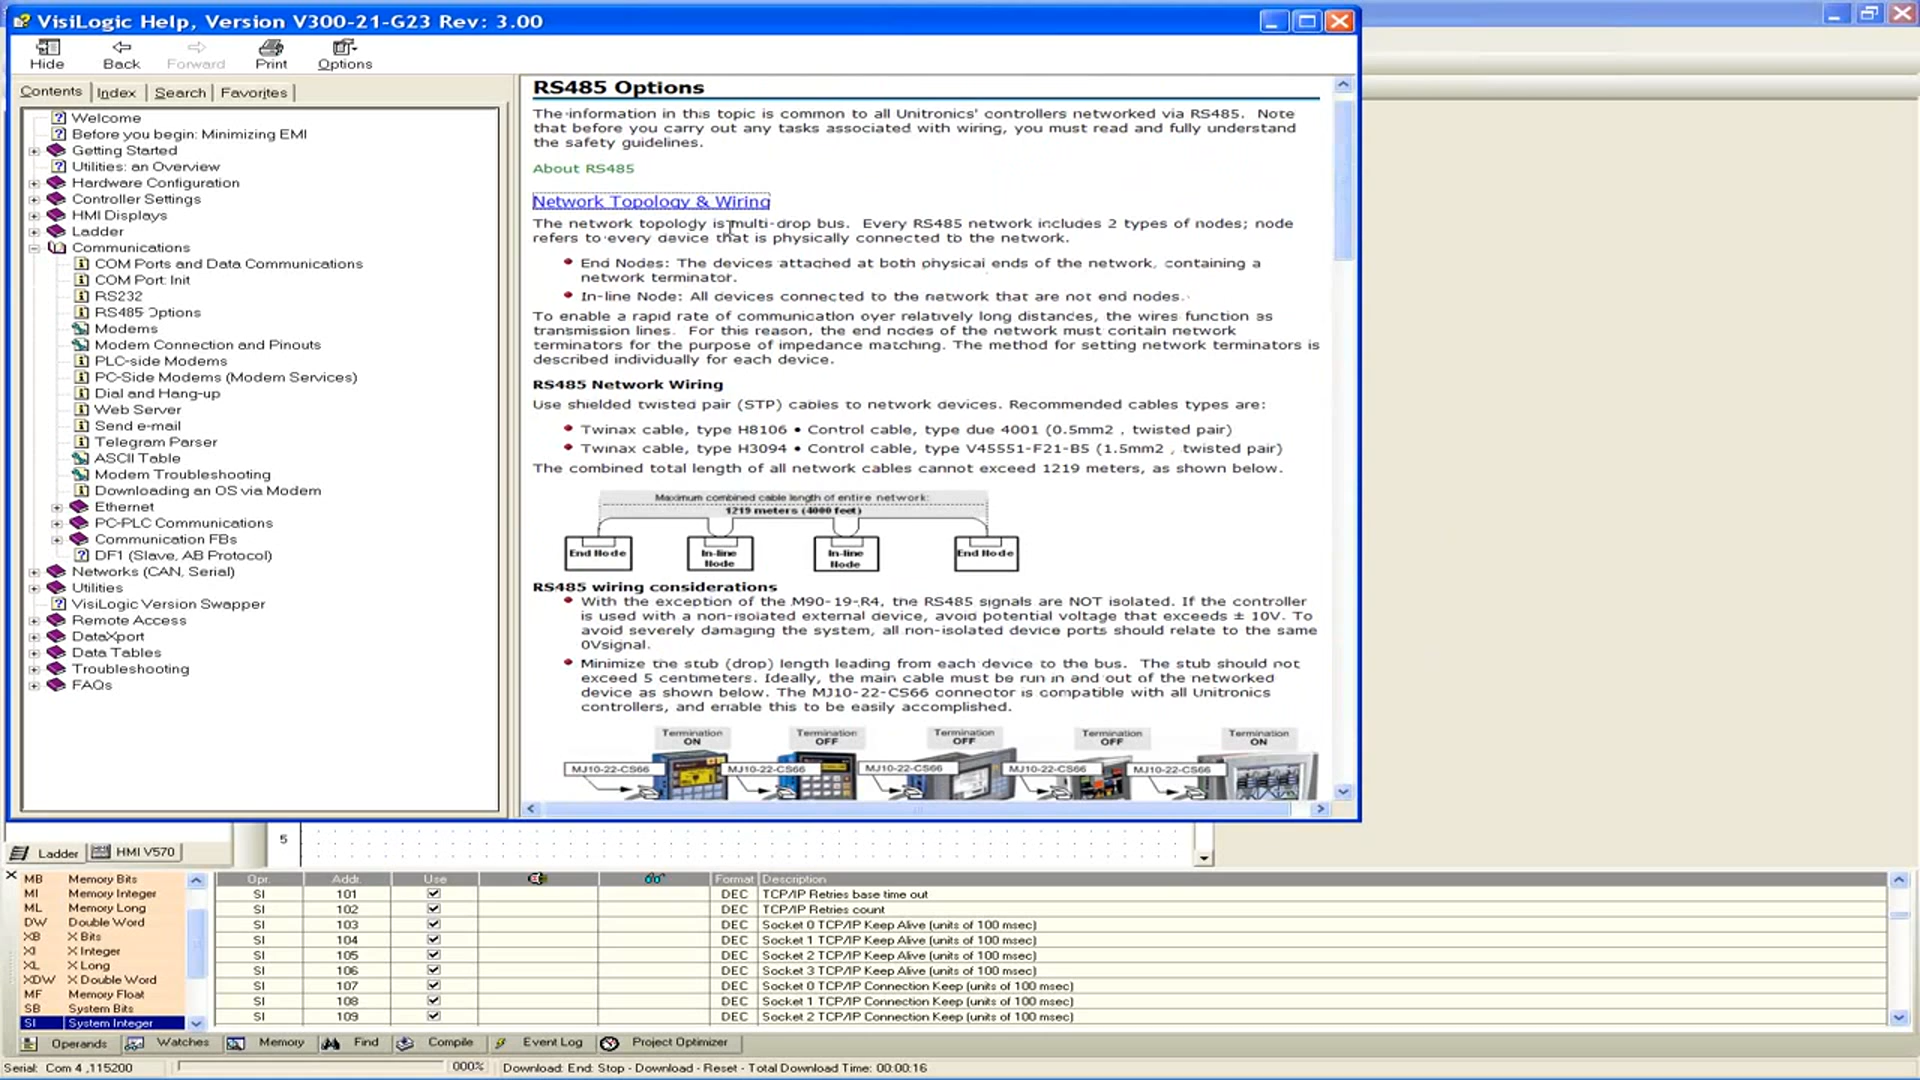 VisiLogic Help, Version V300-21-G23 Rev: 3.00
Hide Back Forward Print Options
Contents Index Search Favorites
Welcome
Before you begin: Minimizing EMI
Getting Started
Utilities: an Overview
Hardware Configuration
Controller Settings
HMI Displays
Ladder
Communications
COM Ports and Data Communications
COM Port: Init
RS232
RS485 Options
Modems
Modem Connection and Pinouts
PLC-side Modems
PC-Side Modems (Modem Services)
Dial and Hang-up
Web Server
Send e-mail
Telegram Parser
ASCII Table
Modem Troubleshooting
Downloading an OS via Modem
Ethernet
PC-PLC Communications
Communication FBs
DF1 (Slave, AB Protocol)
Networks (CAN, Serial)
Utilities
VisiLogic Version Swapper
Remote Access
DataXport
Data Tables
Troubleshooting
FAQs
RS485 Options
The information in this topic is common to all Unitronics' controllers networked via RS485. Note
that before you carry out any tasks associated with wiring, you must read and fully understand
the safety guidelines.
About RS485
Network Topology & Wiring
The network topology is multi-drop bus. Every RS485 network includes 2 types of nodes; node
refers to every device that is physically connected to the network.
End Nodes: The devices attached at both physical ends of the network, containing a
network terminator.
In-line Node: All devices connected to the network that are not end nodes.
To enable a rapid rate of communication over relatively long distances, the wires function as
transmission lines. For this reason, the end nodes of the network must contain network
terminators for the purpose of impedance matching. The method for setting network terminators is
described individually for each device.
RS485 Network Wiring
Use shielded twisted pair (STP) cables to network devices. Recommended cables types are:
Twinax cable, type H8106 • Control cable, type due 4001 (0.5mm2 , twisted pair)
Twinax cable, type H3094 • Control cable, type V45551-F21-B5 (1.5mm2 , twisted pair)
The combined total length of all network cables cannot exceed 1219 meters, as shown below.
Maximum combined cable length of entire network:
1219 meters (4000 feet)
End Node In-line Node In-line Node End Node
RS485 wiring considerations
With the exception of the M90-19-R4, the RS485 signals are NOT isolated. If the controller
is used with a non-isolated external device, avoid potential voltage that exceeds ± 10V. To
avoid severely damaging the system, all non-isolated device ports should relate to the same
0Vsignal.
Minimize the stub (drop) length leading from each device to the bus. The stub should not
exceed 5 centimeters. Ideally, the main cable must be run in and out of the networked
device as shown below. The MJ10-22-CS66 connector is compatible with all Unitronics
controllers, and enable this to be easily accomplished.
Termination ON Termination OFF Termination OFF Termination OFF Termination ON
MJ10-22-CS66 MJ10-22-CS66 MJ10-22-CS66 MJ10-22-CS66 MJ10-22-CS66
5
Ladder HMI V570
MB Memory Bits
MI Memory Integer
ML Memory Long
DW Double Word
XB X Bits
XI X Integer
XL X Long
XDW X Double Word
MF Memory Float
SB System Bits
SI System Integer
Opr. Addr. Use Format Description
SI 101 DEC TCP/IP Retries base time out
SI 102 DEC TCP/IP Retries count
SI 103 DEC Socket 0 TCP/IP Keep Alive (units of 100 msec)
SI 104 DEC Socket 1 TCP/IP Keep Alive (units of 100 msec)
SI 105 DEC Socket 2 TCP/IP Keep Alive (units of 100 msec)
SI 106 DEC Socket 3 TCP/IP Keep Alive (units of 100 msec)
SI 107 DEC Socket 0 TCP/IP Connection Keep (units of 100 msec)
SI 108 DEC Socket 1 TCP/IP Connection Keep (units of 100 msec)
SI 109 DEC Socket 2 TCP/IP Connection Keep (units of 100 msec)
Operands Watches Memory Find Compile Event Log Project Optimizer
Serial: Com 4 ,115200 000% Download: End: Stop - Download - Reset - Total Download Time: 00:00:16